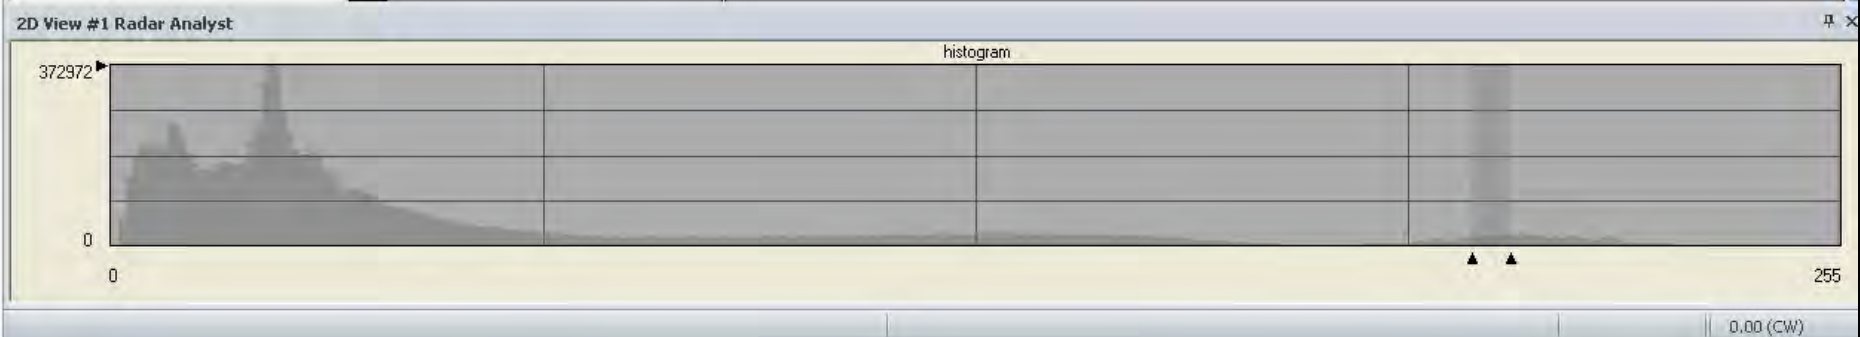 2D View #1 Radar Analyst
histogram
372972
0
0
255
0.00 (CW)